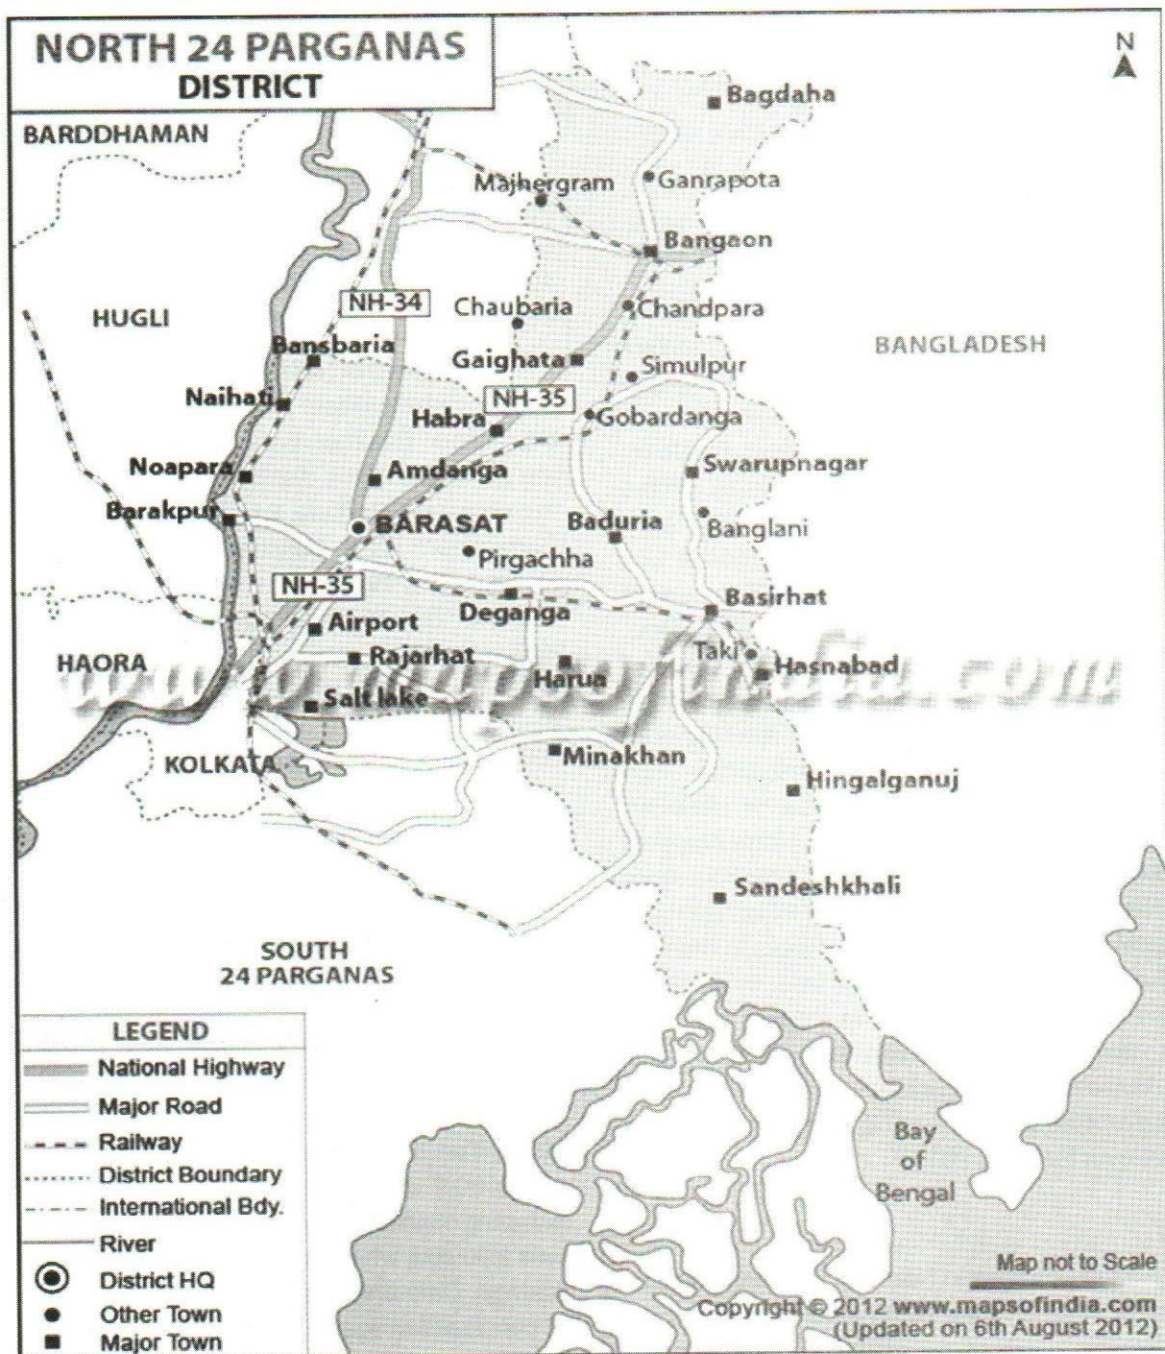 NORTH 24 PARGANAS
DISTRICT
N
BARDDHAMAN
Bagdaha
Majhergram
Ganrapota
Bangaon
NH-34
HUGLI
Chaubaria
Chandpara
Bansbaria
Gaighata
BANGLADESH
Simulpur
Naihati
NH-35
Habra
Gobardanga
Noapara
Amdanga
Swarupnagar
Barakpur
BARASAT
Baduria
Banglani
Pirgachha
NH-35
Deganga
Basirhat
Airport
HAORA
Rajarhat
Taki
Harua
Hasnabad
www.mapsofindia.com
Salt lake
KOLKATA
Minakhan
Hingalganuj
Sandeshkhali
SOUTH
24 PARGANAS
LEGEND
National Highway
Major Road
Railway
District Boundary
International Bdy.
River
District HQ
Other Town
Major Town
Bay
of
Bengal
Map not to Scale
Copyright © 2012 www.mapsofindia.com
(Updated on 6th August 2012)